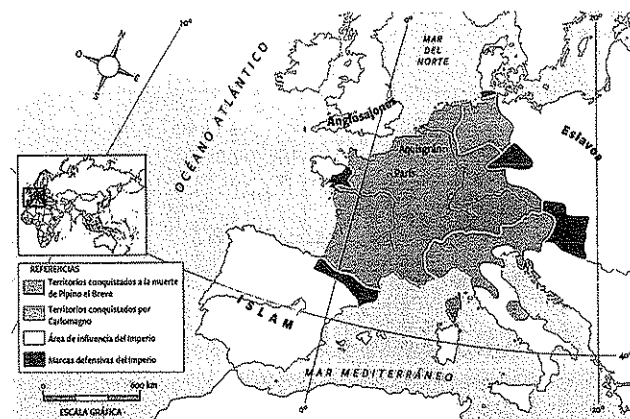 10°
20°
N
O
E
S
MAR
DEL
NORTE
OCÉANO ATLÁNTICO
Anglosajones
Eslavos
Aquisgrán
París
REFERENCIAS
Territorios conquistados a la muerte
de Pipino el Breve
Territorios conquistados por
Carlomagno
Área de influencia del Imperio
Marcas defensivas del Imperio
ISLAM
MAR MEDITERRÁNEO
40°
0
600 km
ESCALA GRÁFICA
0°
20°